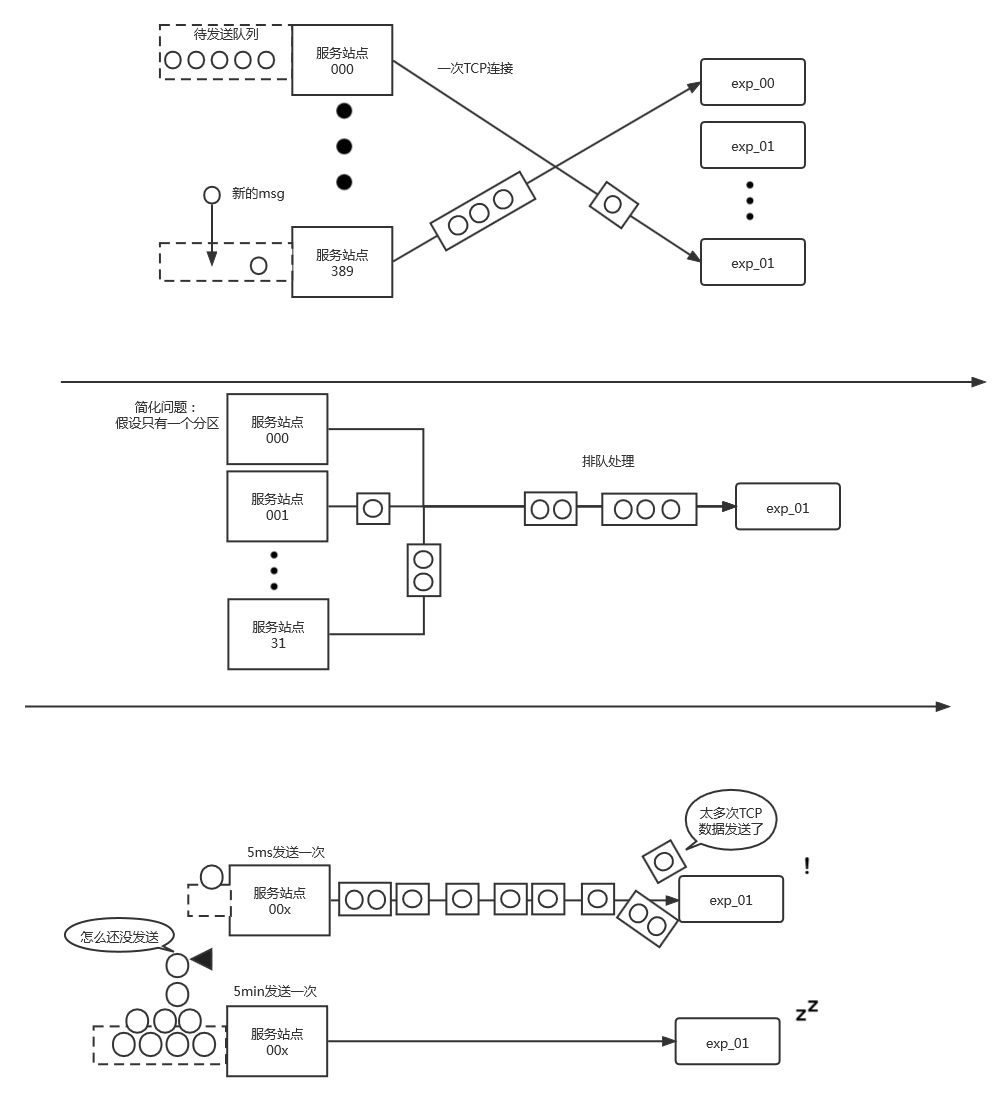 待发送队列
服务站点
000
一次TCP连接
exp_00
exp_01
新的msg
服务站点
389
exp_01
简化问题：
假设只有一个分区
服务站点
000
排队处理
服务站点
001
exp_01
服务站点
31
太多次TCP
数据发送了
5ms发送一次
!
服务站点
00x
exp_01
怎么还没发送
5min发送一次
z z
服务站点
00x
exp_01